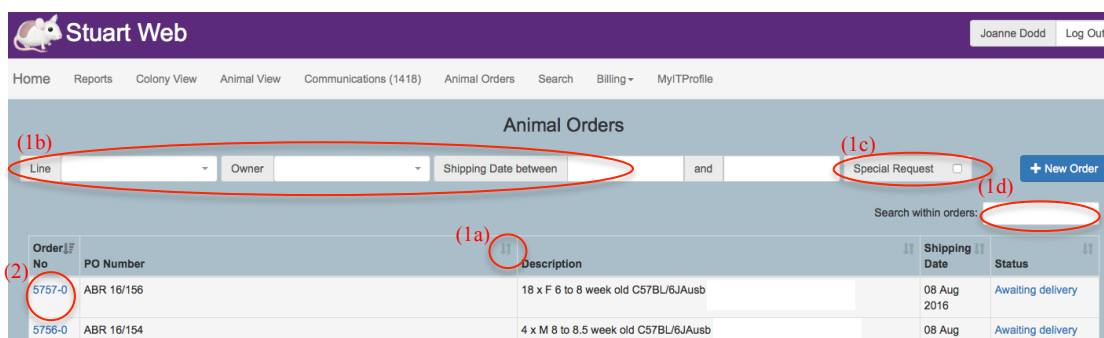 Stuart Web
Joanne Dodd Log Out
Home Reports Colony View Animal View Communications (1418) Animal Orders Search Billing MyITProfile
Animal Orders
(1b) (1c)
Line Owner Shipping Date between and Special Request + New Order
(1d)
Search within orders:
(1a)
Order No PO Number Description Shipping Date Status
(2)
5757-0 ABR 16/156 18 x F 6 to 8 week old C57BL/6JAusb 08 Aug 2016 Awaiting delivery
5756-0 ABR 16/154 4 x M 8 to 8.5 week old C57BL/6JAusb 08 Aug Awaiting delivery